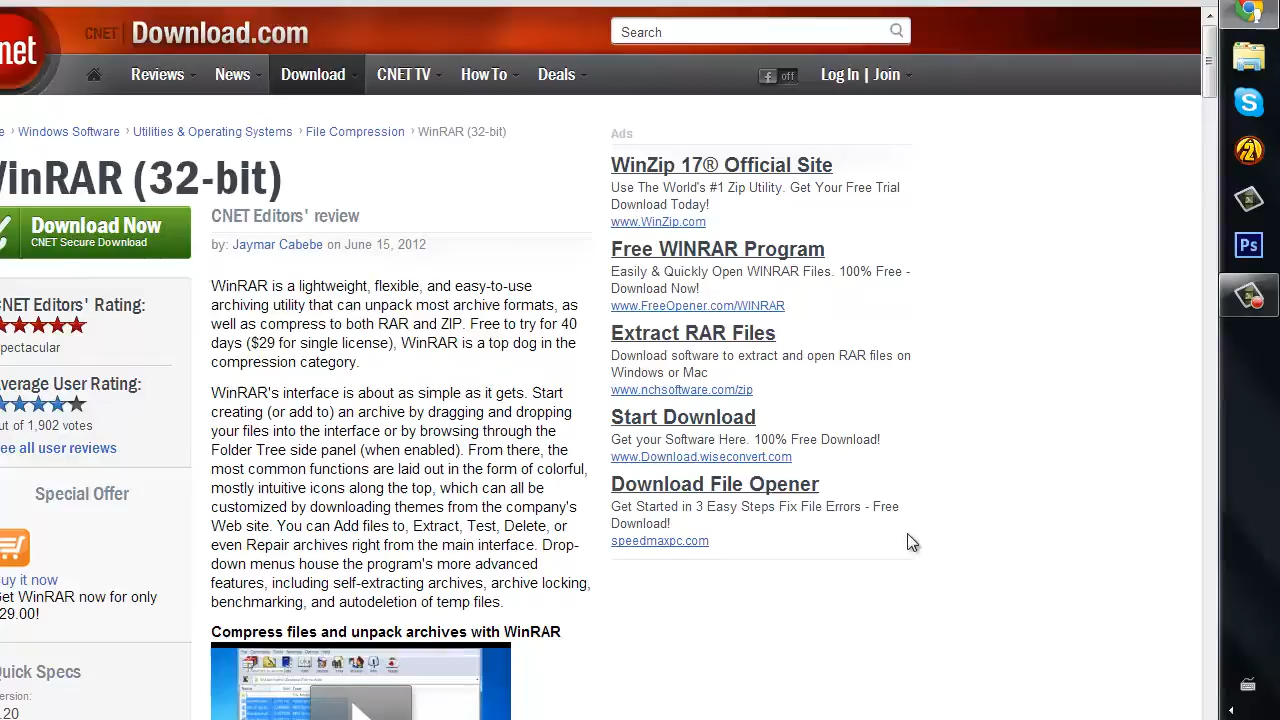 net
CNET Download.com
Search
Reviews News Download CNET TV How To Deals
f off
Log In | Join
e › Windows Software › Utilities & Operating Systems › File Compression › WinRAR (32-bit)
WinRAR (32-bit)
Download Now
CNET Secure Download
CNET Editors' Rating:
pectacular
verage User Rating:
ut of 1,902 votes
ee all user reviews
Special Offer
uy it now
et WinRAR now for only
29.00!
Quick Specs
ersion:
.20
CNET Editors' review
by: Jaymar Cabebe on June 15, 2012
WinRAR is a lightweight, flexible, and easy-to-use
archiving utility that can unpack most archive formats, as
well as compress to both RAR and ZIP. Free to try for 40
days ($29 for single license), WinRAR is a top dog in the
compression category.
WinRAR's interface is about as simple as it gets. Start
creating (or add to) an archive by dragging and dropping
your files into the interface or by browsing through the
Folder Tree side panel (when enabled). From there, the
most common functions are laid out in the form of colorful,
mostly intuitive icons along the top, which can all be
customized by downloading themes from the company's
Web site. You can Add files to, Extract, Test, Delete, or
even Repair archives right from the main interface. Drop-
down menus house the program's more advanced
features, including self-extracting archives, archive locking,
benchmarking, and autodeletion of temp files.
Compress files and unpack archives with WinRAR
Ads
WinZip 17® Official Site
Use The World's #1 Zip Utility. Get Your Free Trial
Download Today!
www.WinZip.com
Free WINRAR Program
Easily & Quickly Open WINRAR Files. 100% Free -
Download Now!
www.FreeOpener.com/WINRAR
Extract RAR Files
Download software to extract and open RAR files on
Windows or Mac
www.nchsoftware.com/zip
Start Download
Get your Software Here. 100% Free Download!
www.Download.wiseconvert.com
Download File Opener
Get Started in 3 Easy Steps Fix File Errors - Free
Download!
speedmaxpc.com
Ps